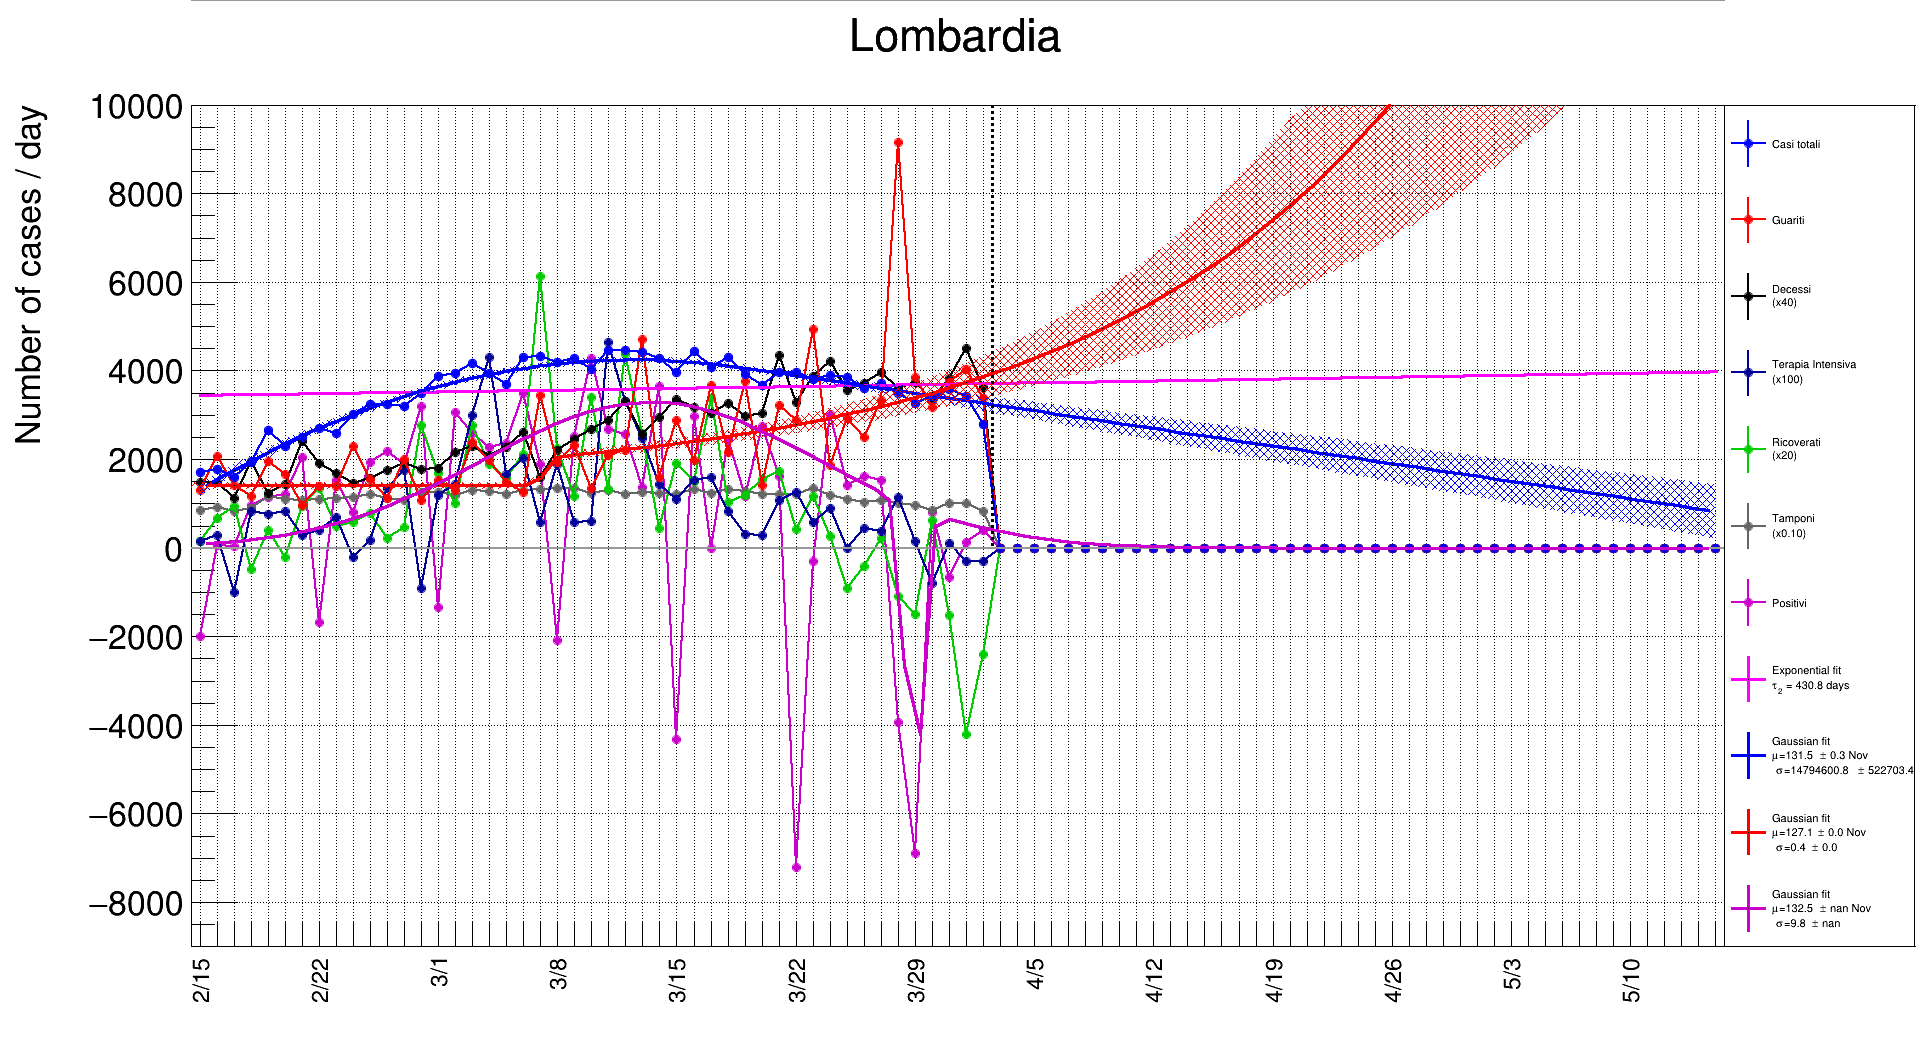 Lombardia
Number of cases / day
10000
8000
6000
4000
2000
0
−2000
−4000
−6000
−8000
2/15
2/22
3/1
3/8
3/15
3/22
3/29
4/5
4/12
4/19
4/26
5/3
5/10
Casi totali
Guariti
Decessi
(x40)
Terapia Intensiva
(x100)
Ricoverati
(x20)
Tamponi
(x0.10)
Positivi
Exponential fit
τ2 = 430.8 days
Gaussian fit
μ=131.5 ± 0.3 Nov
σ=14794600.8 ± 522703.4
Gaussian fit
μ=127.1 ± 0.0 Nov
σ=0.4 ± 0.0
Gaussian fit
μ=132.5 ± nan Nov
σ=9.8 ± nan